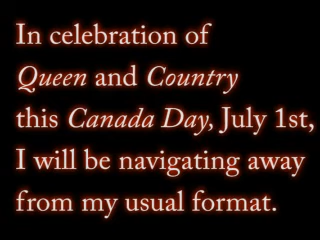 In celebration of
Queen and Country
this Canada Day, July 1st,
I will be navigating away
from my usual format.